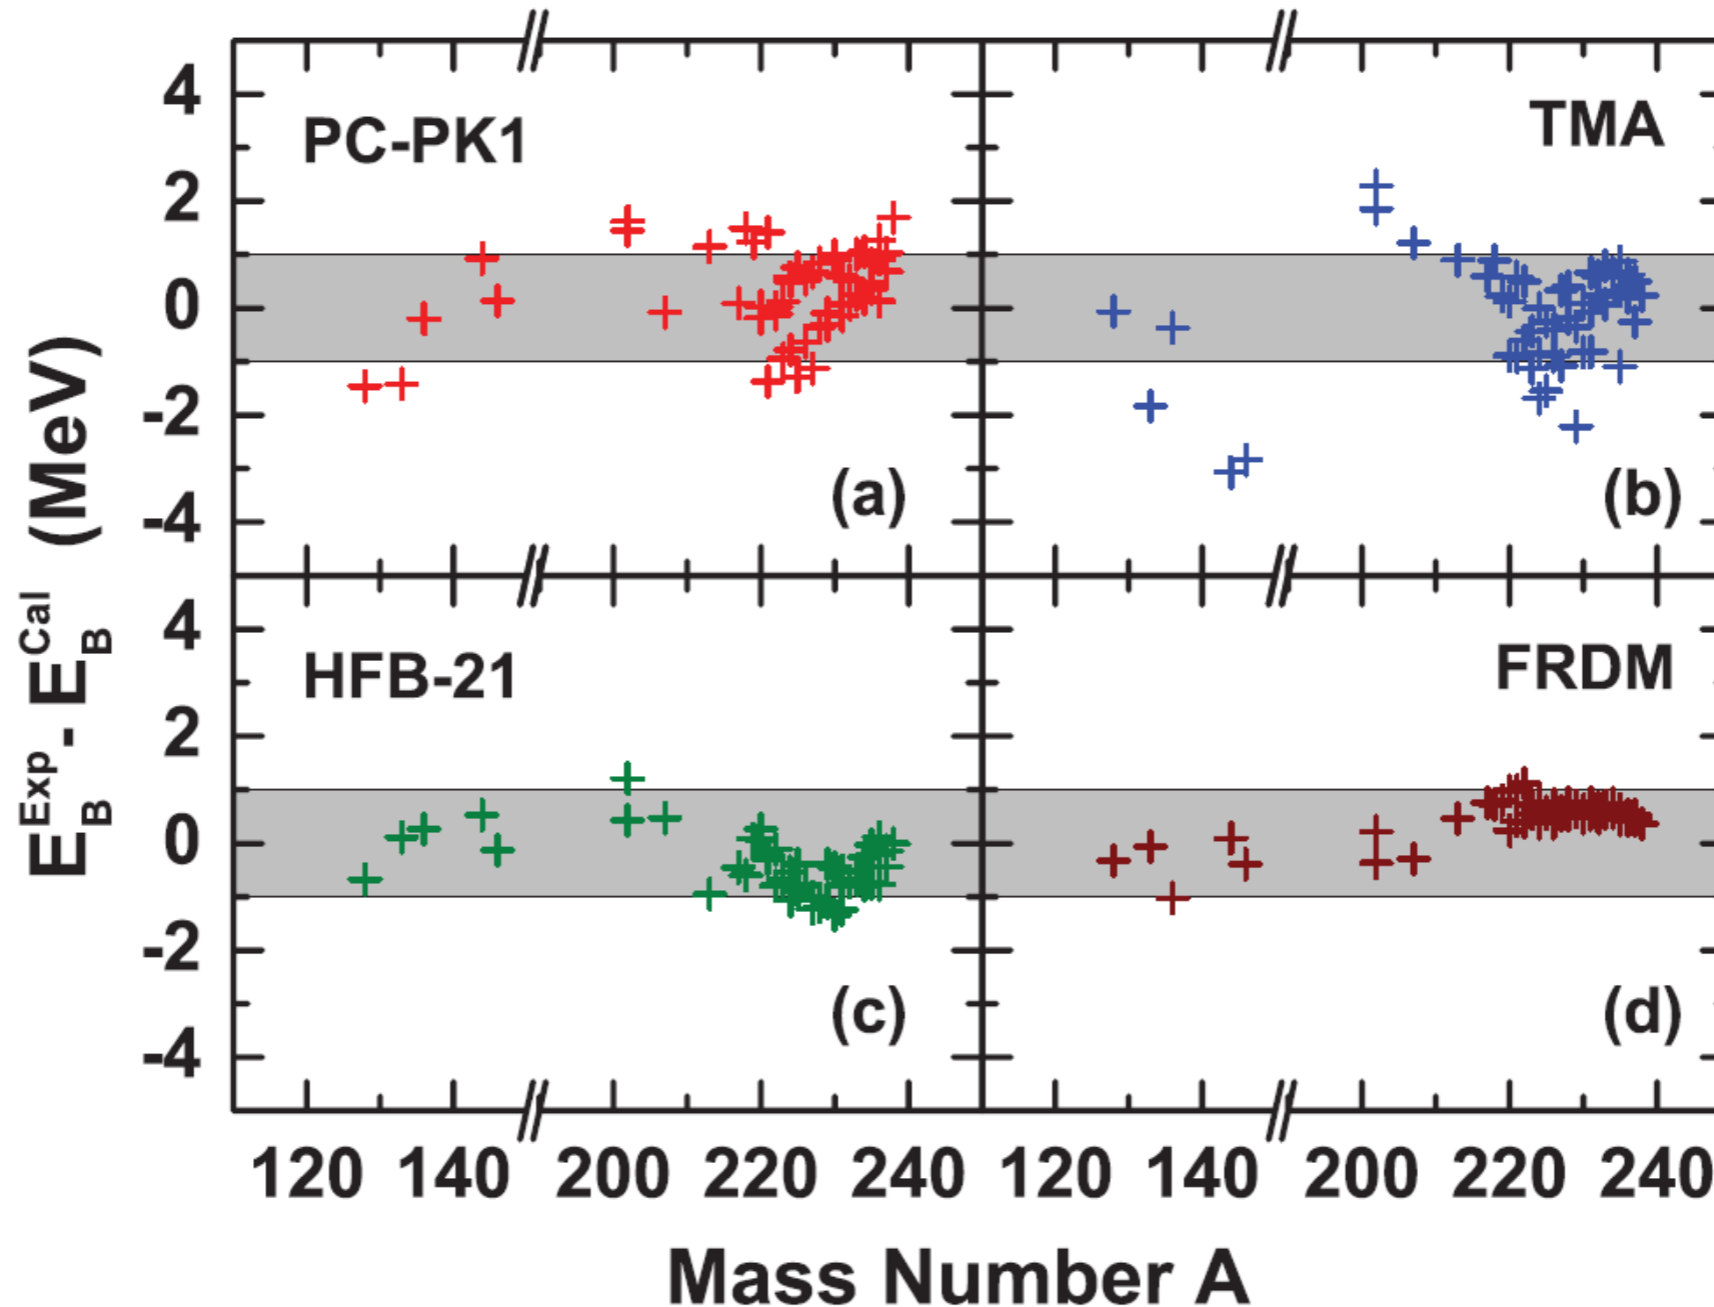 4
2
0
-2
-4
PC-PK1
(a)
TMA
(b)
4
2
0
-2
-4
HFB-21
(c)
FRDM
(d)
E_B^Exp - E_B^Cal (MeV)
120 140 200 220 240 120 140 200 220 240
Mass Number A